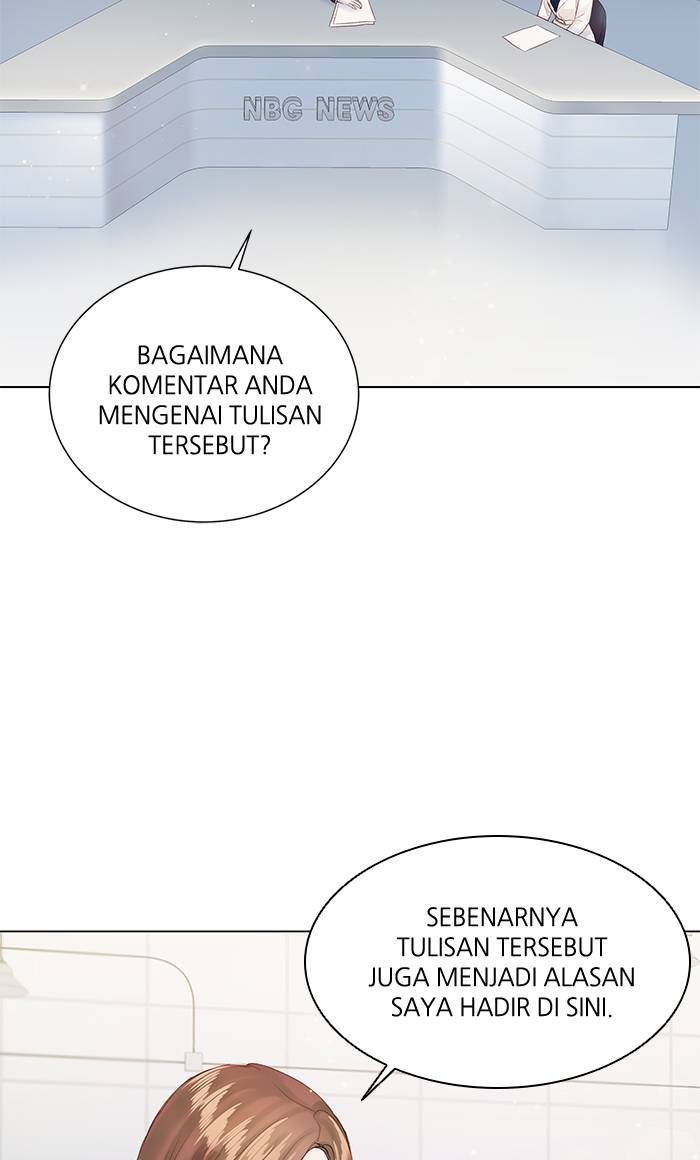 NBC NEWS
BAGAIMANA
KOMENTAR ANDA
MENGENAI TULISAN
TERSEBUT?
SEBENARNYA
TULISAN TERSEBUT
JUGA MENJADI ALASAN
SAYA HADIR DI SINI.